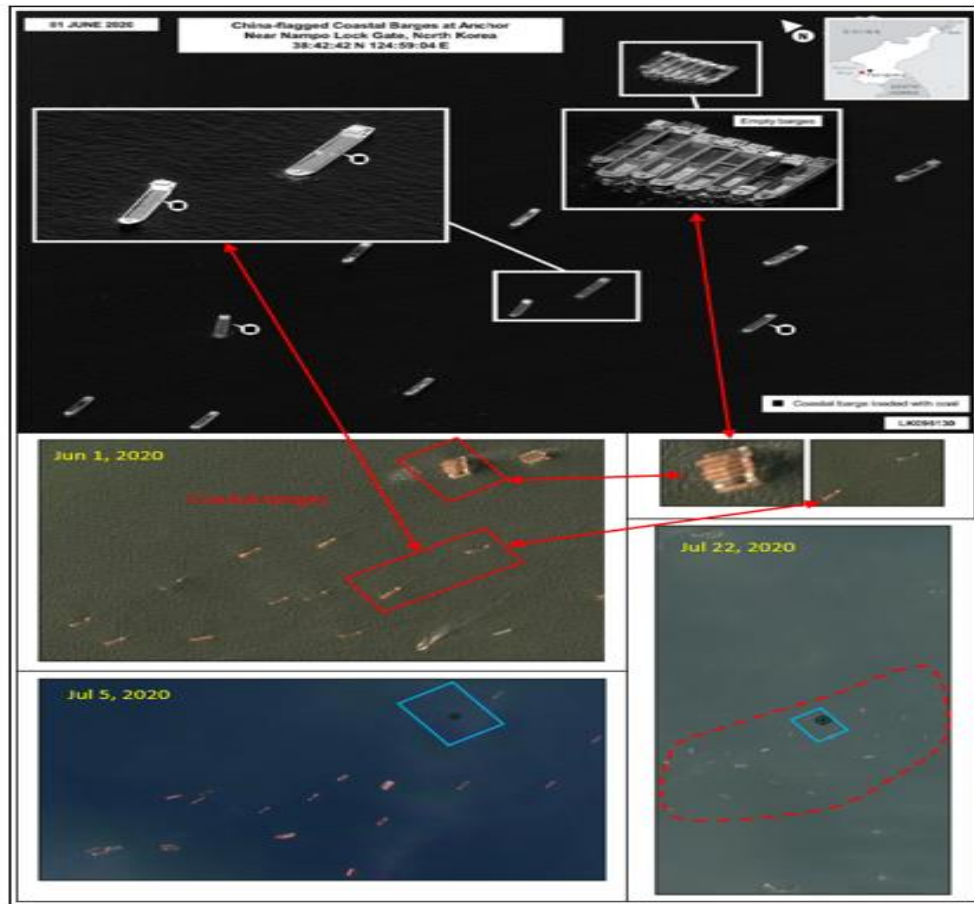 01 JUNE 2020
China-flagged Coastal Barges at Anchor
Near Nampo Lock Gate, North Korea
38:42:42 N 124:59:04 E
N
Empty barges
Coastal barge loaded with coal
Jun 1, 2020
Coastal barges
Jul 22, 2020
Jul 5, 2020